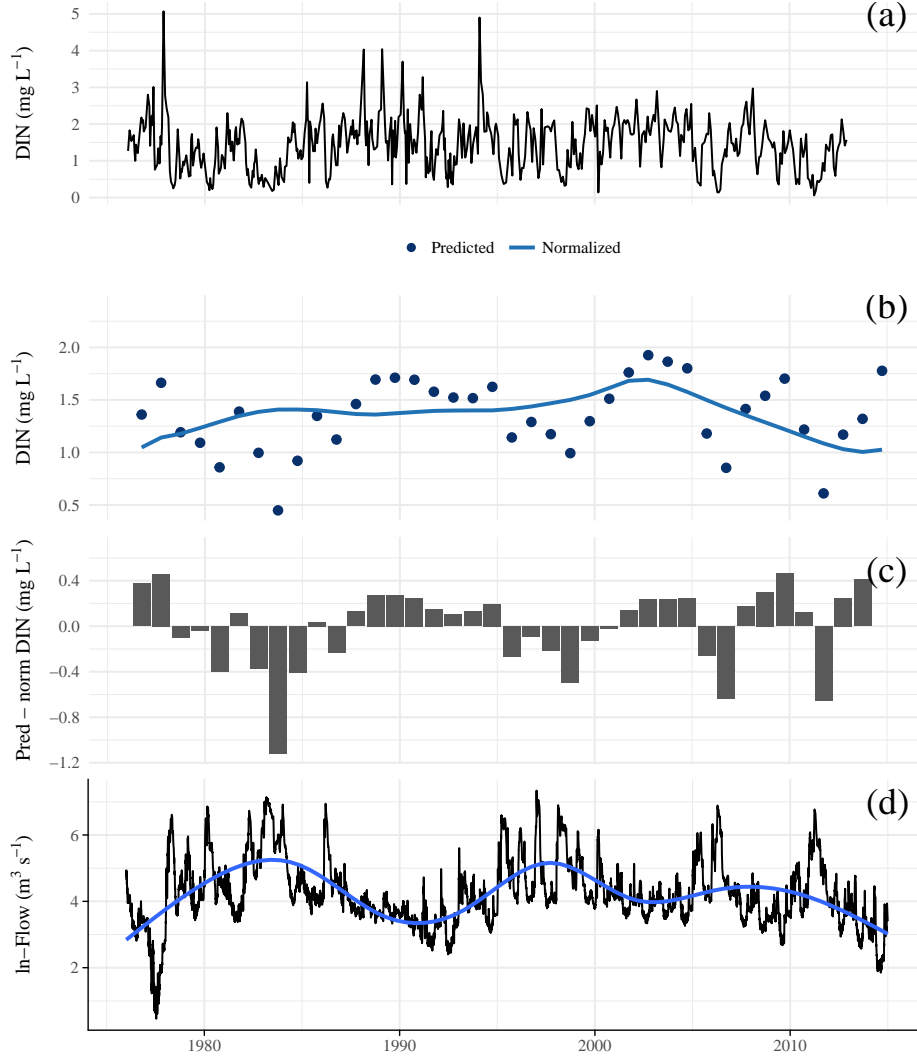 (a)
DIN (mg L⁻¹)
5
4
3
2
1
0
Predicted Normalized
(b)
DIN (mg L⁻¹)
2.0
1.5
1.0
0.5
(c)
Pred − norm DIN (mg L⁻¹)
0.4
0.0
−0.4
−0.8
−1.2
(d)
ln−Flow (m³ s⁻¹)
6
4
2
1980 1990 2000 2010